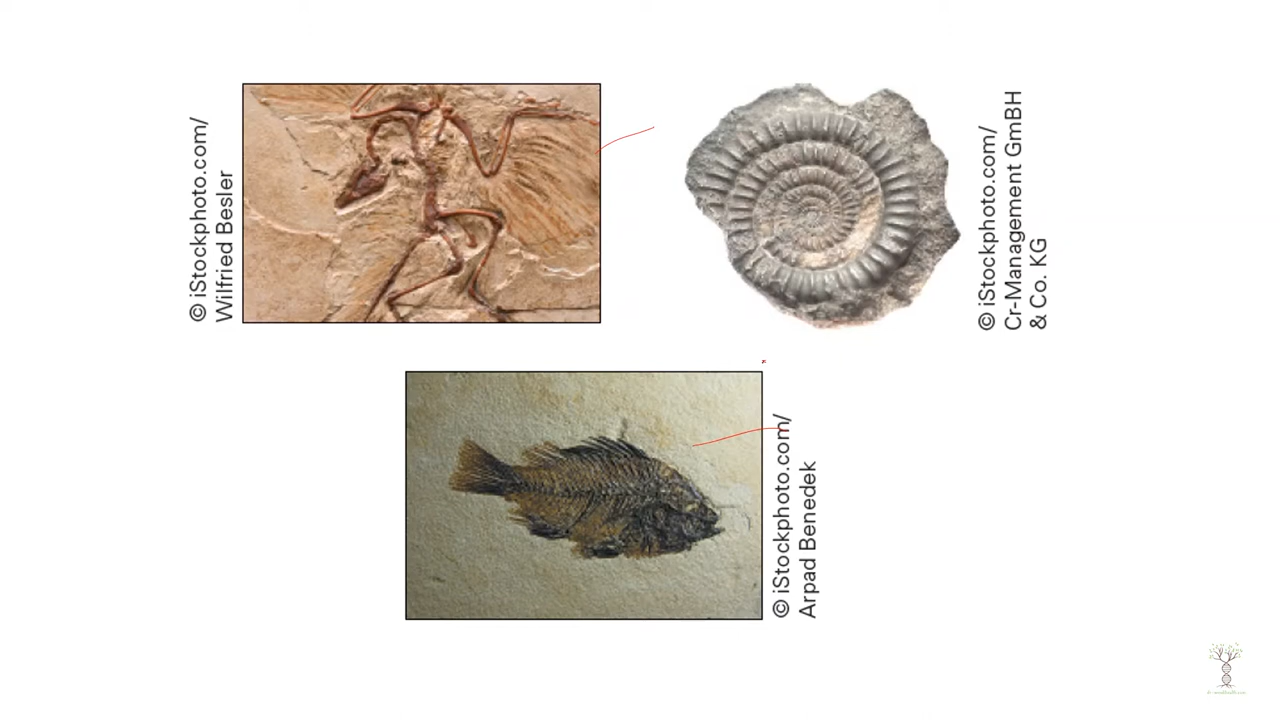 © iStockphoto.com/
Wilfried Besler
© iStockphoto.com/
Cr-Management GmBH
& Co. KG
© iStockphoto.com/
Arpad Benedek